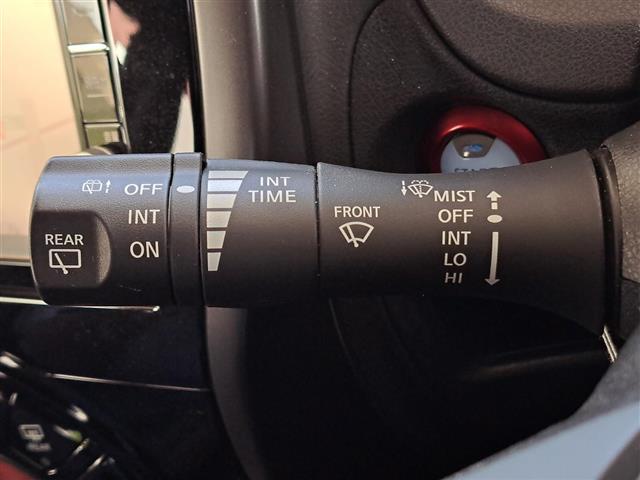 OFF
INT
ON
REAR
INT
TIME
FRONT
MIST
OFF
INT
LO
HI